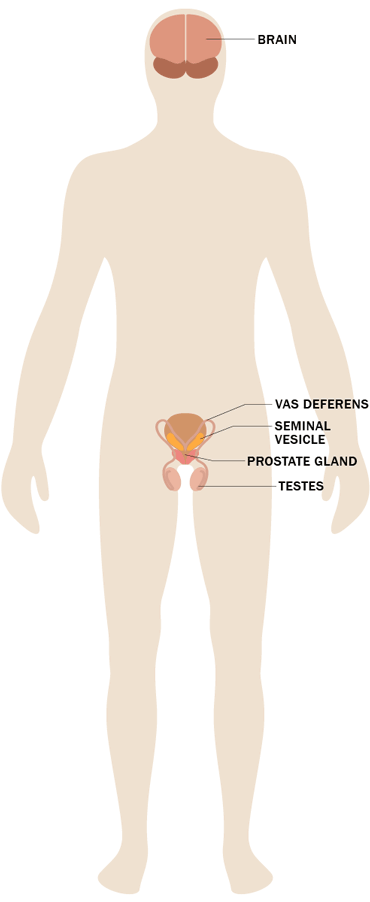 BRAIN
VAS DEFERENS
SEMINAL
VESICLE
PROSTATE GLAND
TESTES